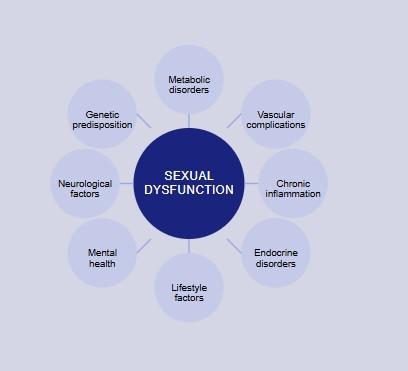 Metabolic
disorders
Genetic
predisposition
Vascular
complications
Neurological
factors
SEXUAL
DYSFUNCTION
Chronic
inflammation
Mental
health
Endocrine
disorders
Lifestyle
factors